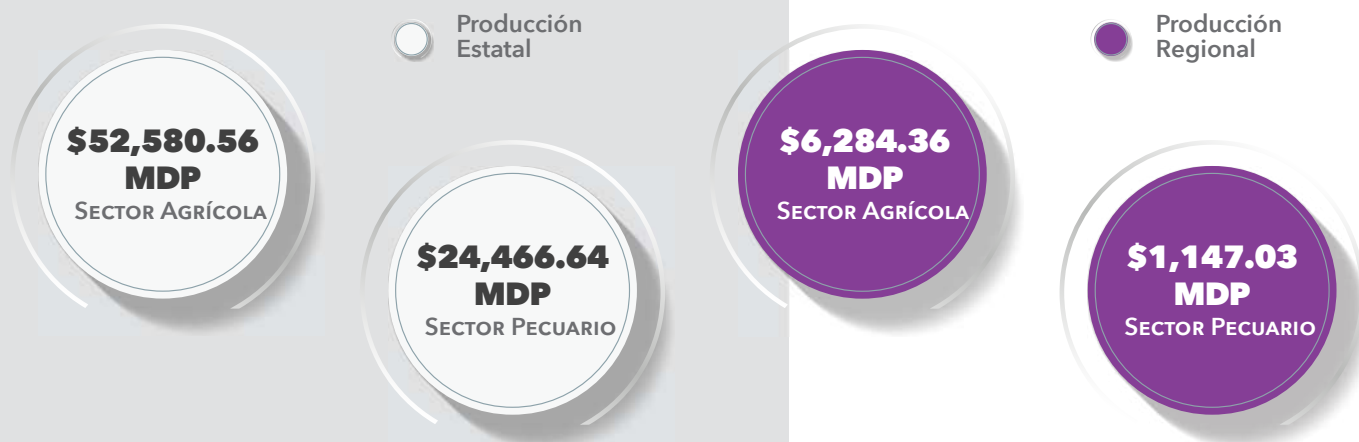 Producción
Estatal
$52,580.56
MDP
Sector Agrícola
$24,466.64
MDP
Sector Pecuario
Producción
Regional
$6,284.36
MDP
Sector Agrícola
$1,147.03
MDP
Sector Pecuario